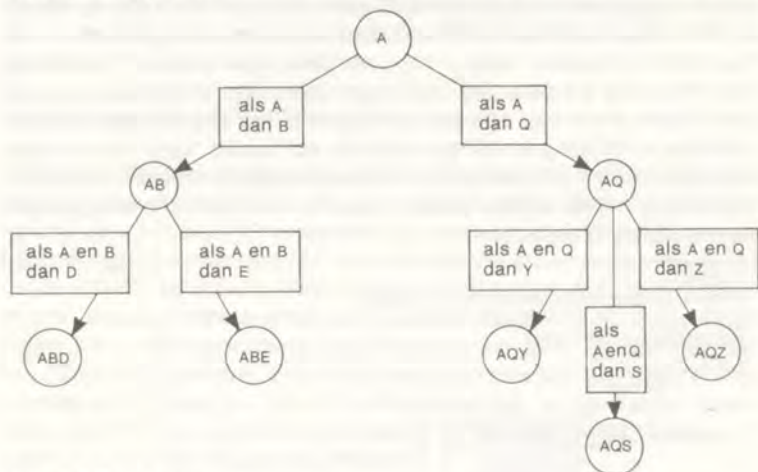 A
als A
dan B
als A
dan Q
AB
AQ
als A en B
dan D
als A en B
dan E
als A en Q
dan Y
als A en Q
dan Z
als
A en Q
dan S
ABD
ABE
AQY
AQZ
AQS